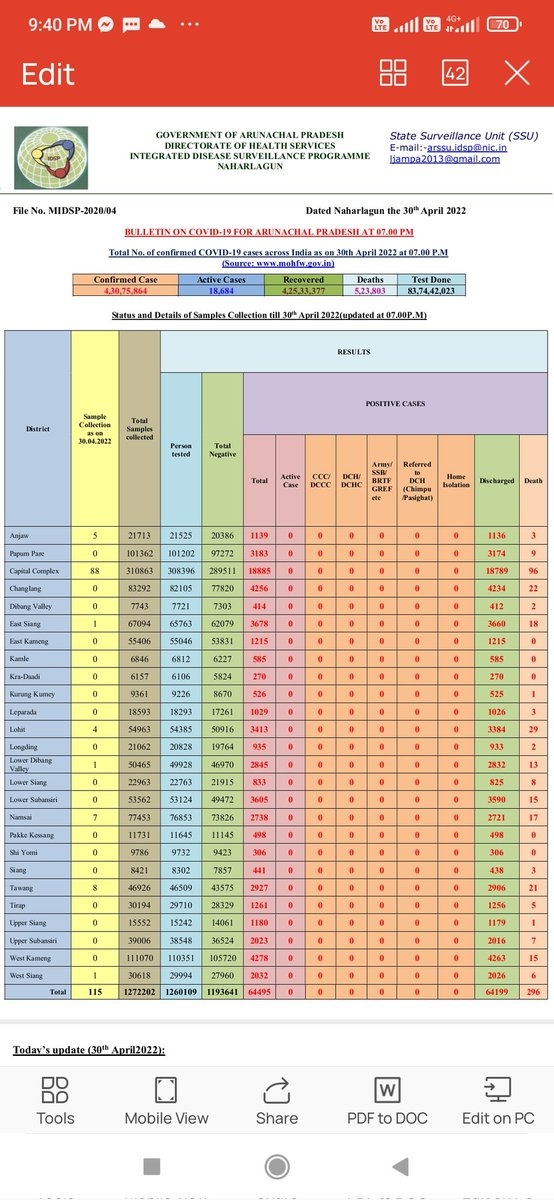 9:40 PM ... Vo LTE Vo LTE 4G+ 70
Edit 42
IDSP
GOVERNMENT OF ARUNACHAL PRADESH
DIRECTORATE OF HEALTH SERVICES
INTEGRATED DISEASE SURVEILLANCE PROGRAMME
NAHARLAGUN
State Surveillance Unit (SSU)
E-mail:-arssu.idsp@nic.in
ljampa2013@gmail.com
File No. MIDSP-2020/04 Dated Naharlagun the 30th April 2022
BULLETIN ON COVID-19 FOR ARUNACHAL PRADESH AT 07.00 PM
Total No. of confirmed COVID-19 cases across India as on 30th April 2022 at 07.00 P.M
(Source: www.mohfw.gov.in)
Confirmed Case Active Cases Recovered Deaths Test Done
4,30,75,864 18,684 4,25,33,377 5,23,803 83,74,42,023
Status and Details of Samples Collection till 30th April 2022(updated at 07.00P.M)
RESULTS
POSITIVE CASES
District
Sample Collection as on 30.04.2022
Total Samples collected
Person tested
Total Negative
Total
Active Case
CCC/ DCCC
DCH/ DCHC
Army/ SSB/ BRTF GREF etc
Referred to DCH (Chimpu /Pasighat)
Home Isolation
Discharged
Death
Anjaw 5 21713 21525 20386 1139 0 0 0 0 0 0 1136 3
Papum Pare 0 101362 101202 97272 3183 0 0 0 0 0 0 3174 9
Capital Complex 88 310863 308396 289511 18885 0 0 0 0 0 0 18789 96
Changlang 0 83292 82105 77820 4256 0 0 0 0 0 0 4234 22
Dibang Valley 0 7743 7721 7303 414 0 0 0 0 0 0 412 2
East Siang 1 67094 65763 62079 3678 0 0 0 0 0 0 3660 18
East Kameng 0 55406 55046 53831 1215 0 0 0 0 0 0 1215 0
Kamle 0 6846 6812 6227 585 0 0 0 0 0 0 585 0
Kra-Daadi 0 6157 6106 5824 270 0 0 0 0 0 0 270 0
Kurung Kumey 0 9361 9226 8670 526 0 0 0 0 0 0 525 1
Leparada 0 18593 18293 17261 1029 0 0 0 0 0 0 1026 3
Lohit 4 54963 54385 50916 3413 0 0 0 0 0 0 3384 29
Longding 0 21062 20828 19764 935 0 0 0 0 0 0 933 2
Lower Dibang Valley 1 50465 49928 46970 2845 0 0 0 0 0 0 2832 13
Lower Siang 0 22963 22763 21915 833 0 0 0 0 0 0 825 8
Lower Subansiri 0 53562 53124 49472 3605 0 0 0 0 0 0 3590 15
Namsai 7 77453 76853 73826 2738 0 0 0 0 0 0 2721 17
Pakke Kessang 0 11731 11645 11145 498 0 0 0 0 0 0 498 0
Shi Yomi 0 9786 9732 9423 306 0 0 0 0 0 0 306 0
Siang 0 8421 8302 7857 441 0 0 0 0 0 0 438 3
Tawang 8 46926 46509 43575 2927 0 0 0 0 0 0 2906 21
Tirap 0 30194 29710 28329 1261 0 0 0 0 0 0 1256 5
Upper Siang 0 15552 15242 14061 1180 0 0 0 0 0 0 1179 1
Upper Subansiri 0 39006 38548 36524 2023 0 0 0 0 0 0 2016 7
West Kameng 0 111070 110351 105720 4278 0 0 0 0 0 0 4263 15
West Siang 1 30618 29994 27960 2032 0 0 0 0 0 0 2026 6
Total 115 1272202 1260109 1193641 64495 0 0 0 0 0 0 64199 296
Today's update (30th April2022):
Tools Mobile View Share PDF to DOC Edit on PC